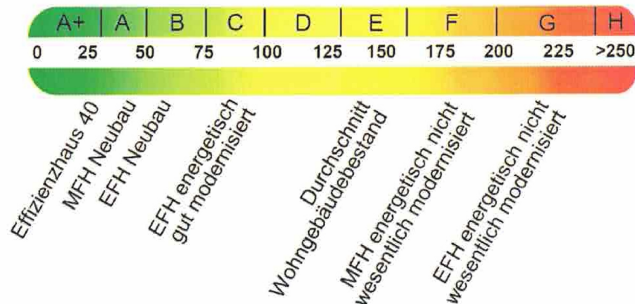 A+ A B C D E F G H
0 25 50 75 100 125 150 175 200 225 >250
Effizienzhaus 40
MFH Neubau
EFH Neubau
EFH energetisch
gut modernisiert
Durchschnitt
Wohngebäudebestand
MFH energetisch nicht
wesentlich modernisiert
EFH energetisch nicht
wesentlich modernisiert